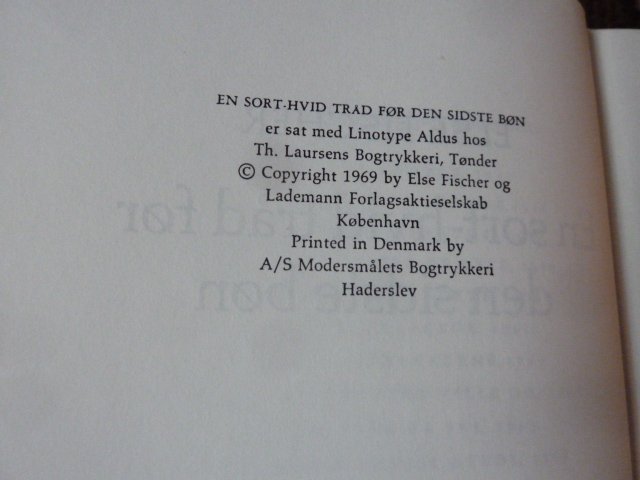 EN SORT-HVID TRAD FØR DEN SIDSTE BØN
er sat med Linotype Aldus hos
Th. Laursens Bogtrykkeri, Tønder
© Copyright 1969 by Else Fischer og
Lademann Forlagsaktieselskab
København
Printed in Denmark by
A/S Modersmålets Bogtrykkeri
Haderslev